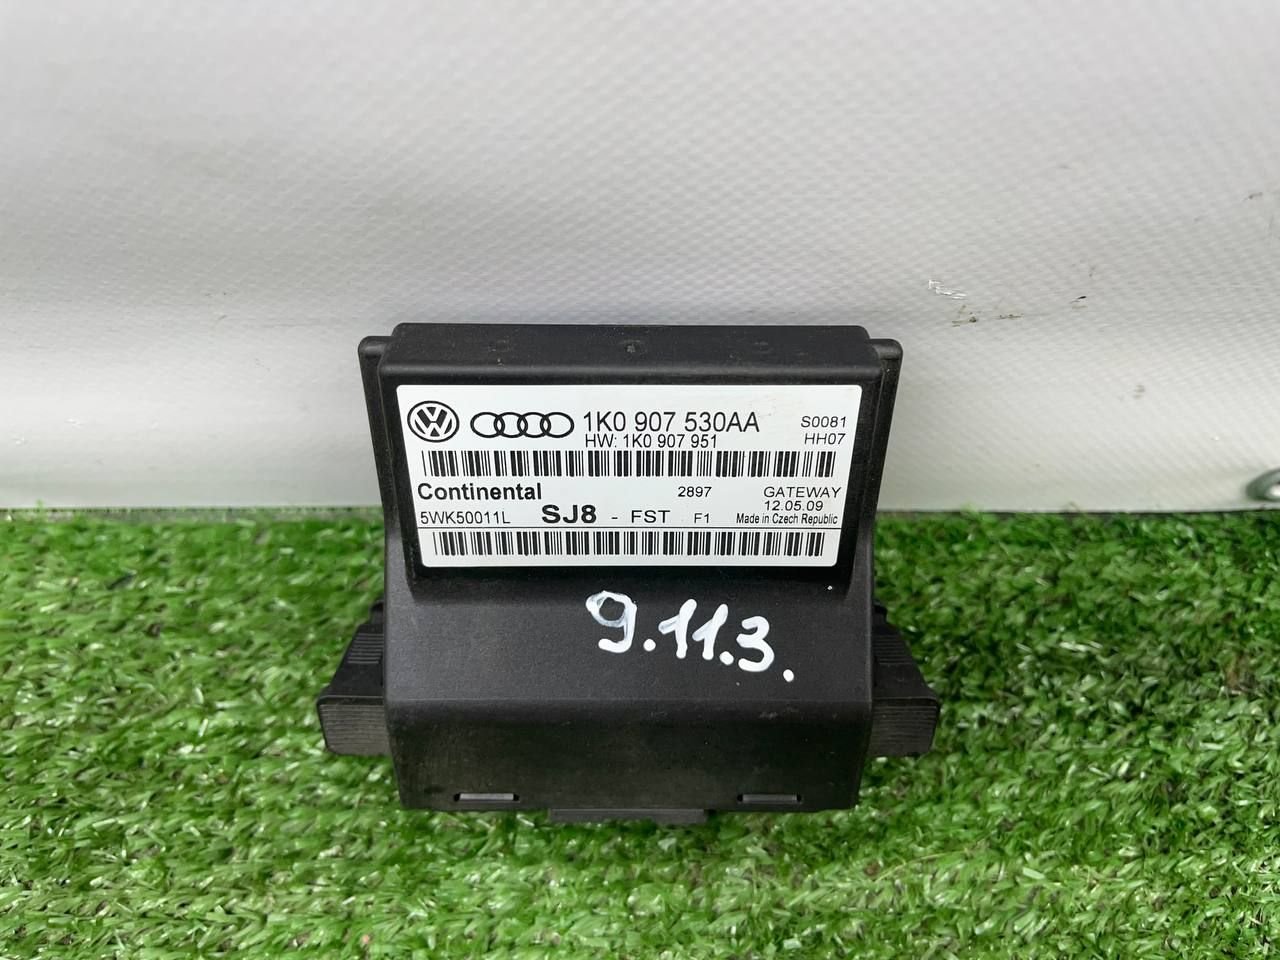 1K0 907 530AA S0081
HW: 1K0 907 951 HH07
Continental 2897 GATEWAY
12.05.09
5WK50011L SJ8 - FST F1 Made in Czech Republic
9.11.3.